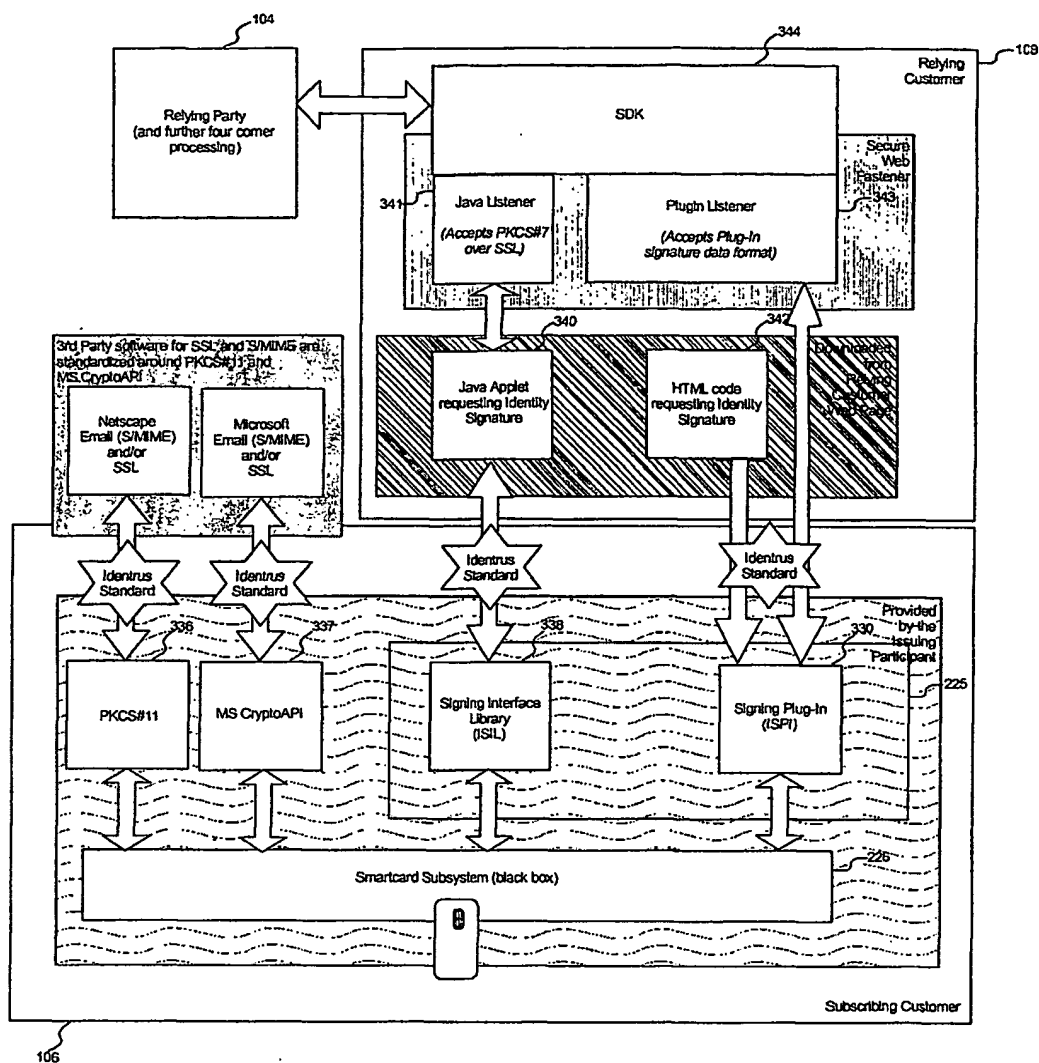 104
344
109
Relying
Customer
Relying Party
(and further four corner
processing)
SDK
Secure
Web
Fastener
341
Java Listener
(Accepts PKCS#7
over SSL)
Plugin Listener
(Accepts Plug-In
signature data format)
343
3rd Party software for SSL and S/MIME are
standardized around PKCS#11 and
MS CryptoAPI
340
342
Downloaded
from
Relying
Customer
Web Page
Netscape
Email (S/MIME)
and/or
SSL
Microsoft
Email (S/MIME)
and/or
SSL
Java Applet
requesting Identity
Signature
HTML code
requesting Identity
Signature
Identrus
Standard
Identrus
Standard
Identrus
Standard
Identrus
Standard
Provided
by the
Issuing
Participant
336
337
338
330
225
PKCS#11
MS CryptoAPI
Signing Interface
Library
(ISIL)
Signing Plug-In
(ISPI)
226
Smartcard Subsystem (black box)
Subscribing Customer
106